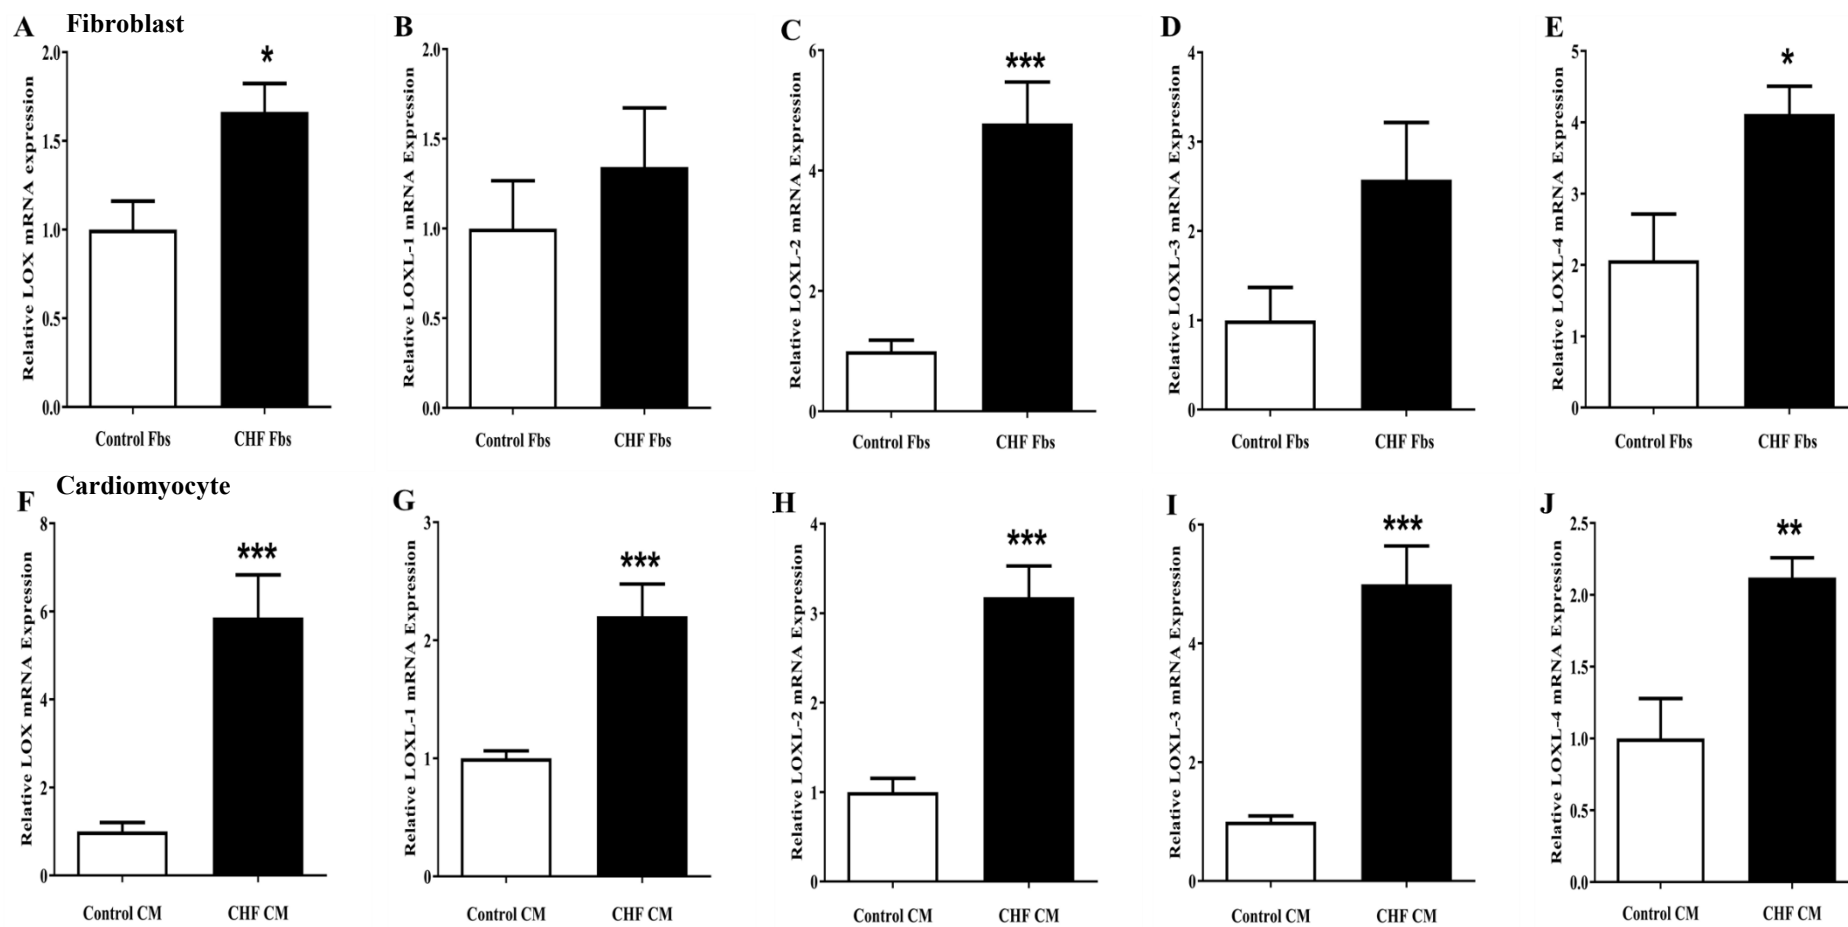 A Fibroblast
Relative LOX mRNA expression
2.0
1.5
1.0
0.5
0.0
*
Control Fbs
CHF Fbs
B
Relative LOXL-1 mRNA Expression
2.0
1.5
1.0
0.5
0.0
Control Fbs
CHF Fbs
C
Relative LOXL-2 mRNA Expression
6
4
2
0
***
Control Fbs
CHF Fbs
D
Relative LOXL-3 mRNA Expression
4
3
2
1
0
Control Fbs
CHF Fbs
E
Relative LOXL-4 mRNA Expression
5
4
3
2
1
0
*
Control Fbs
CHF Fbs
F Cardiomyocyte
Relative LOX mRNA Expression
8
6
4
2
0
***
Control CM
CHF CM
G
Relative LOXL-1 mRNA Expression
3
2
1
0
***
Control CM
CHF CM
H
Relative LOXL-2 mRNA Expression
4
3
2
1
0
***
Control CM
CHF CM
I
Relative LOXL-3 mRNA Expression
6
4
2
0
***
Control CM
CHF CM
J
Relative LOXL-4 mRNA Expression
2.5
2.0
1.5
1.0
0.5
0.0
**
Control CM
CHF CM